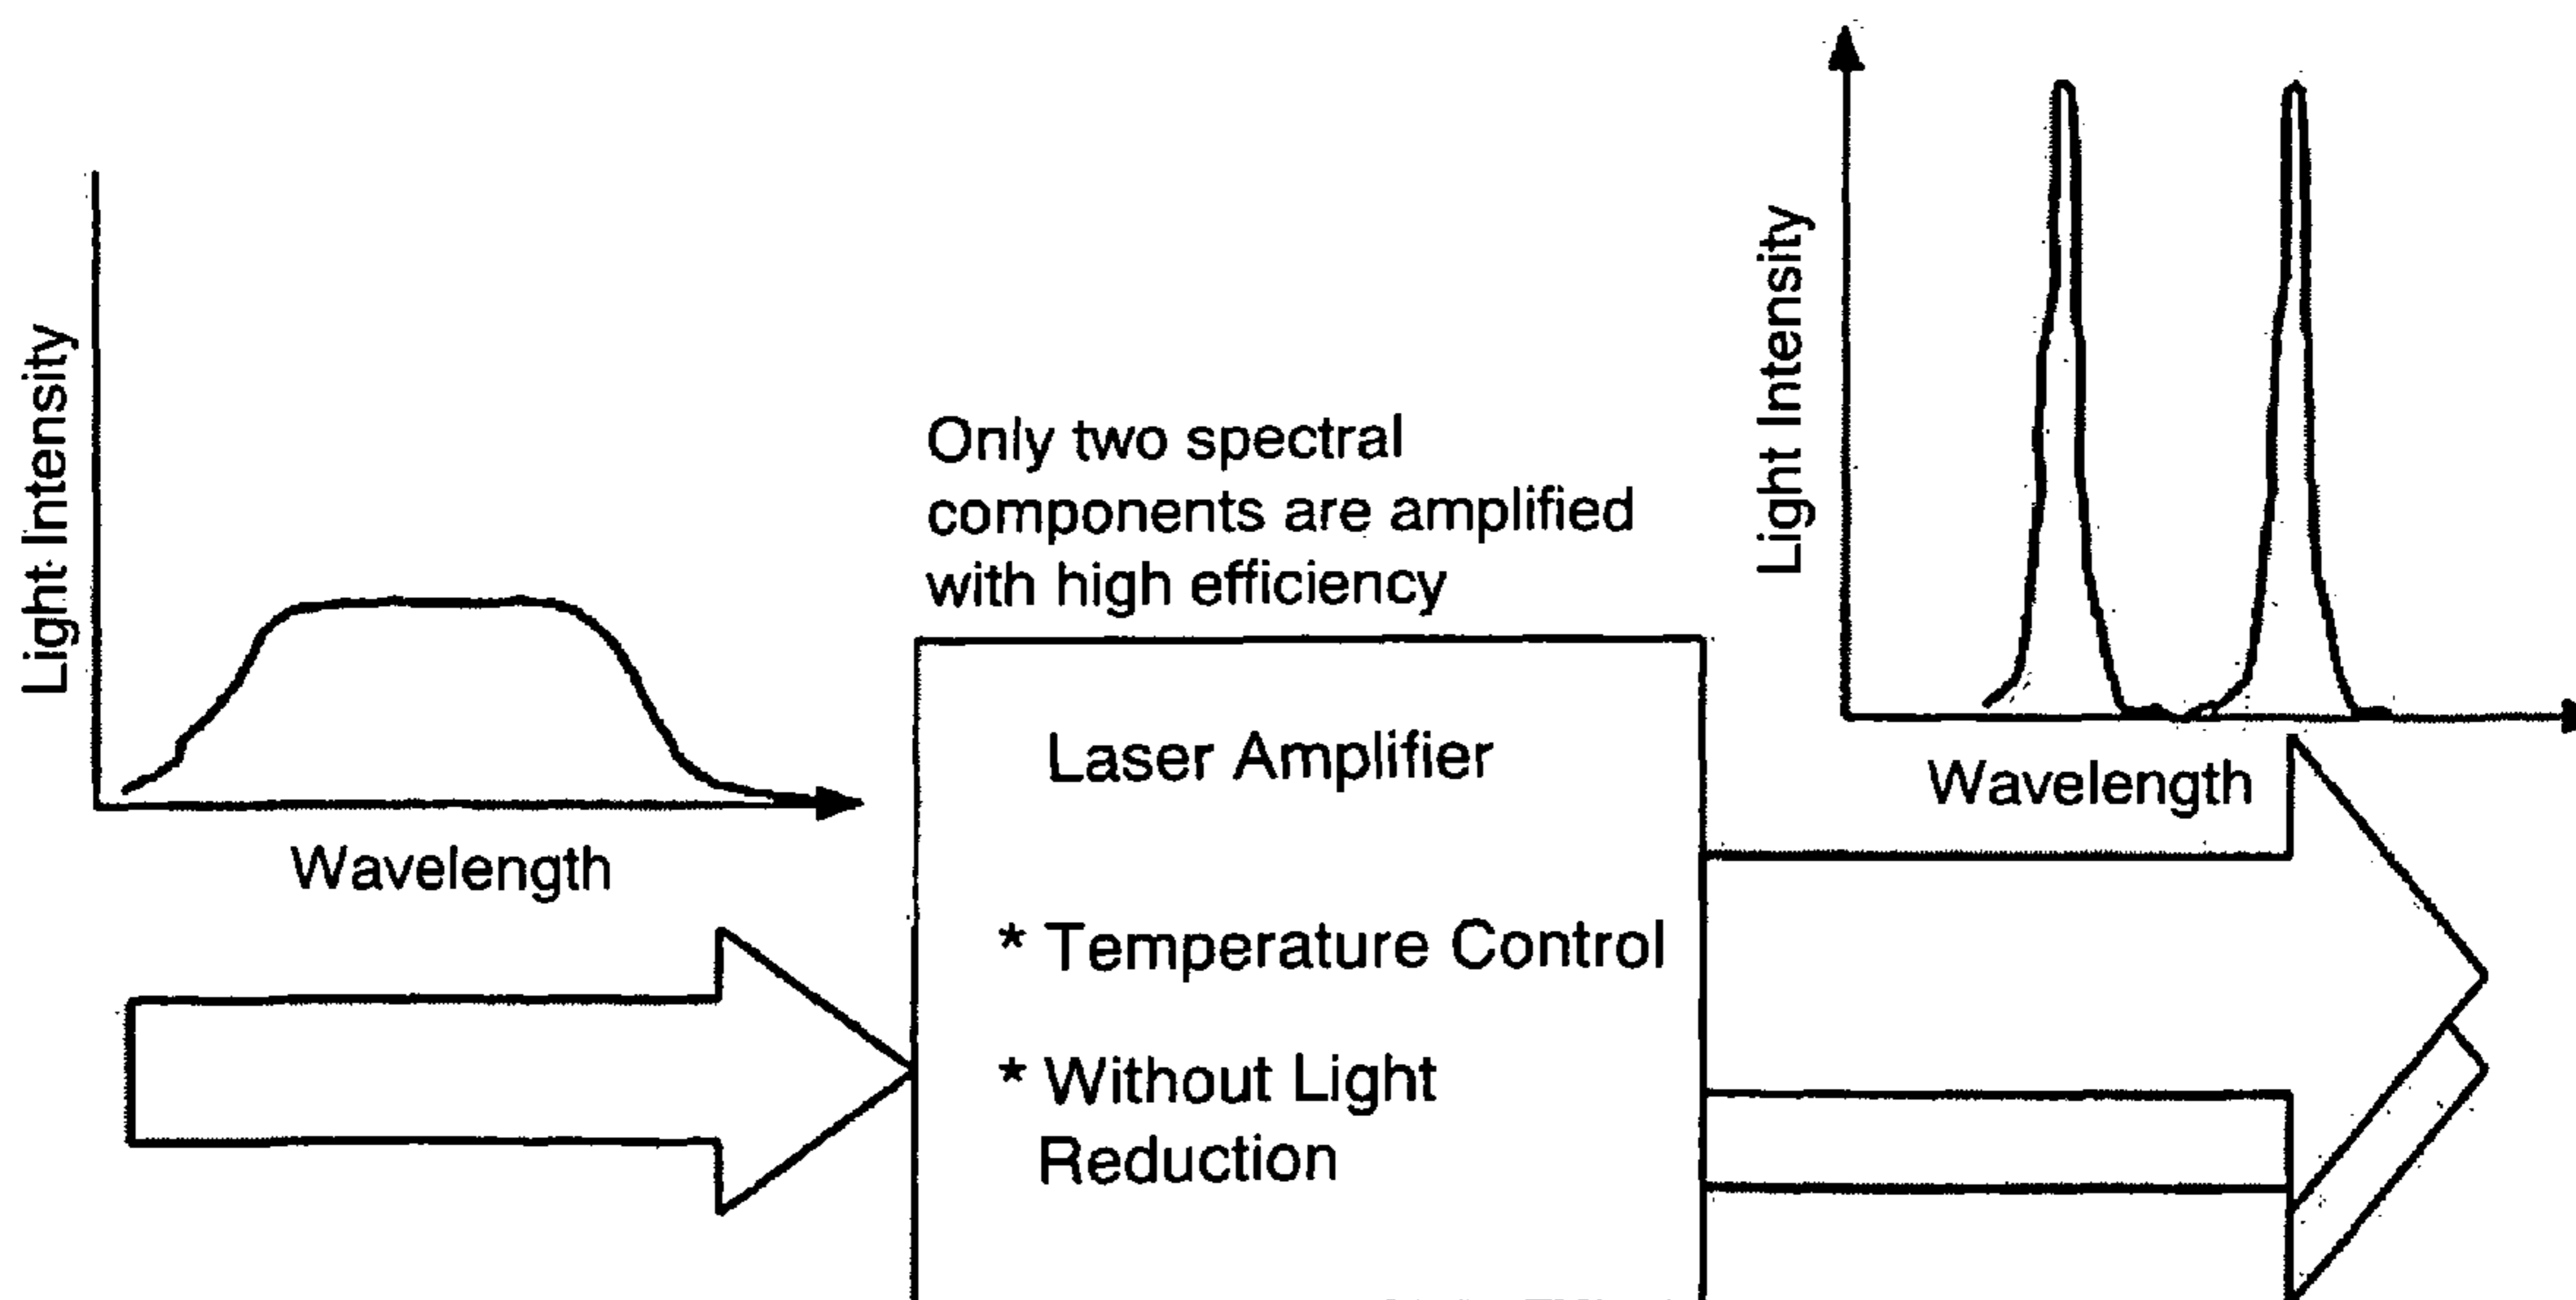 Light Intensity
Wavelength
Only two spectral
components are amplified
with high efficiency
Laser Amplifier
* Temperature Control
* Without Light
Reduction
Light Intensity
Wavelength